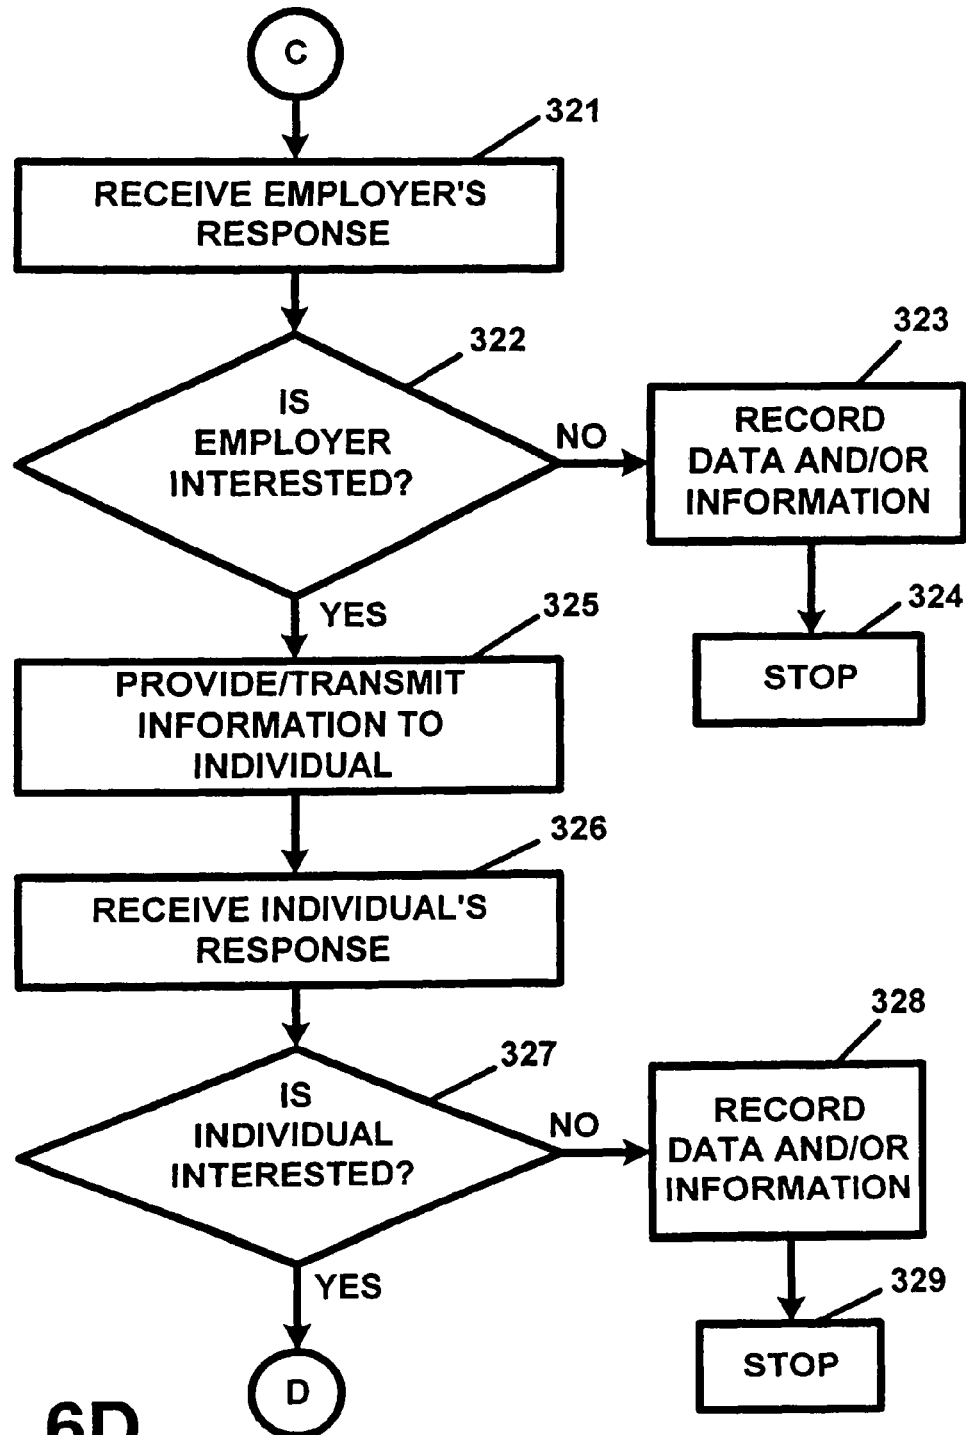 C
321
RECEIVE EMPLOYER'S
RESPONSE
322
IS
EMPLOYER
INTERESTED?
NO
323
RECORD
DATA AND/OR
INFORMATION
324
STOP
YES
325
PROVIDE/TRANSMIT
INFORMATION TO
INDIVIDUAL
326
RECEIVE INDIVIDUAL'S
RESPONSE
327
IS
INDIVIDUAL
INTERESTED?
NO
328
RECORD
DATA AND/OR
INFORMATION
329
STOP
YES
D
6D